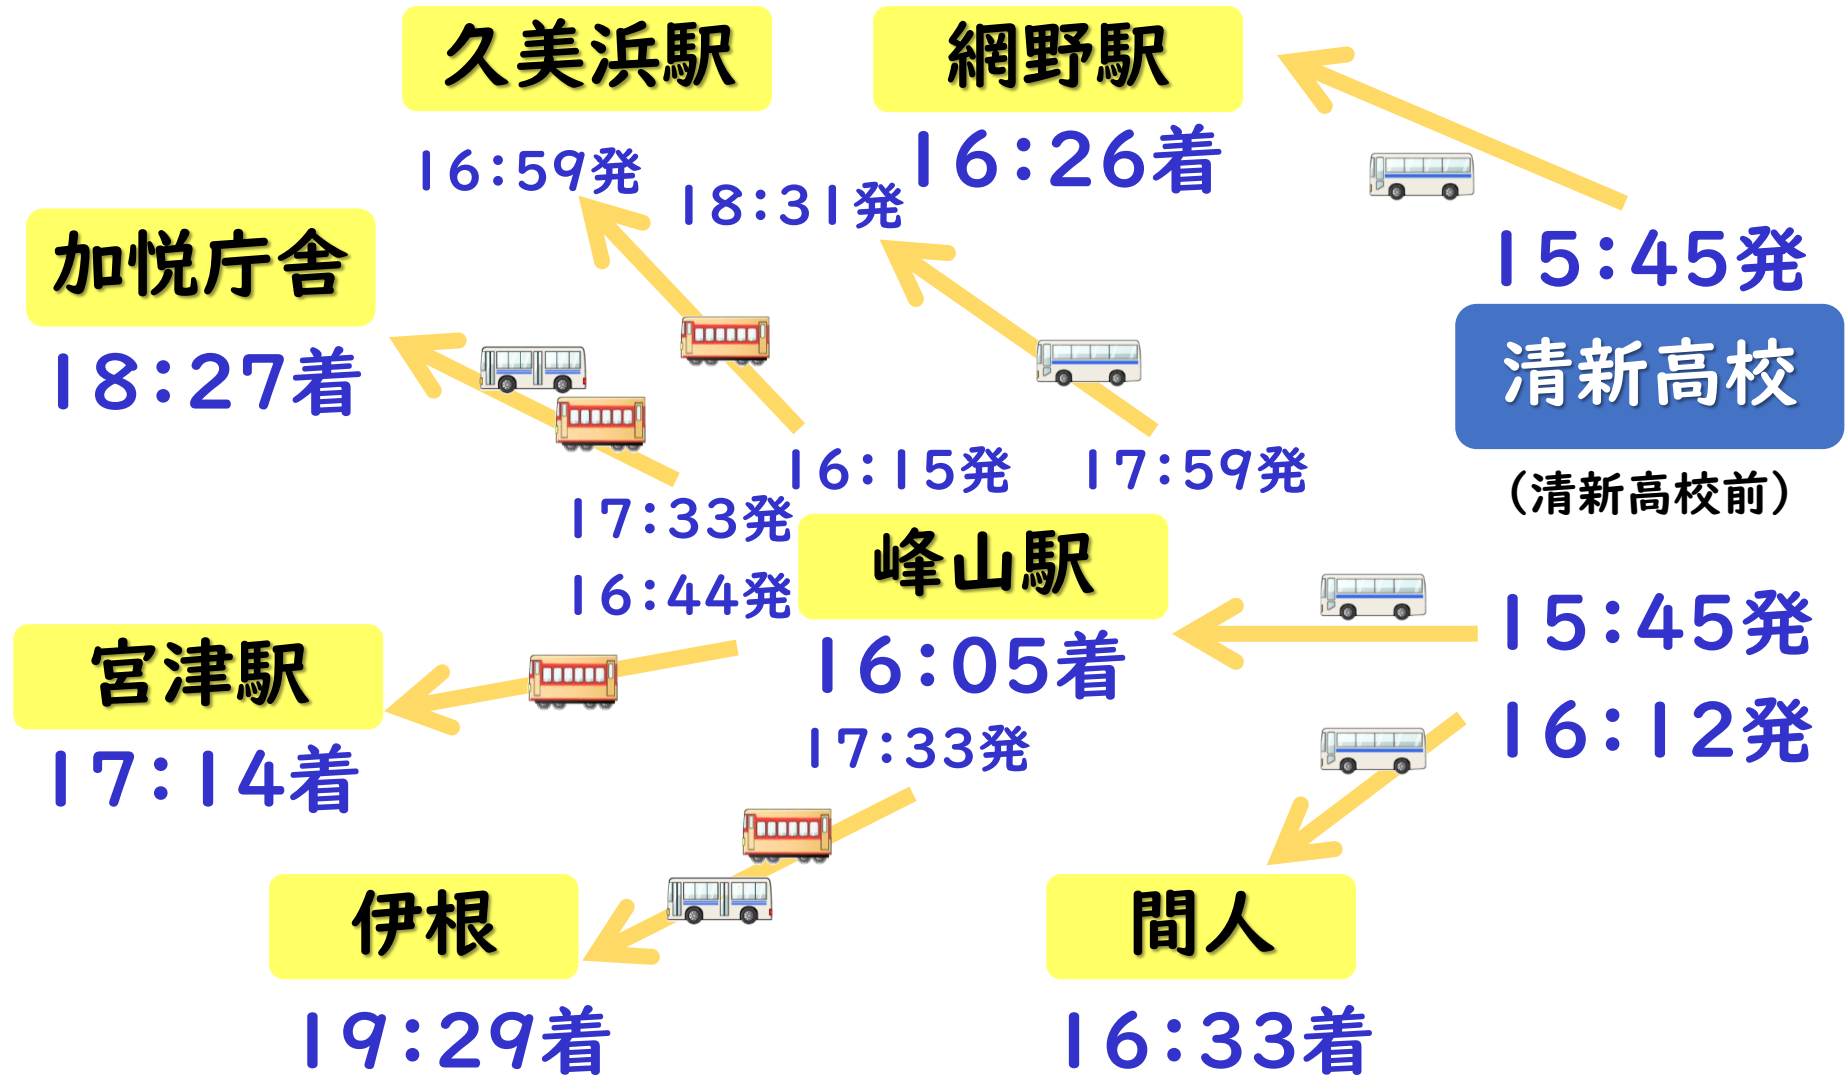 久美浜駅
網野駅
16:26着
16:59発
18:31発
15:45発
加悦庁舎
18:27着
清新高校
(清新高校前)
16:15発
17:59発
17:33発
峰山駅
16:44発
16:05着
15:45発
宮津駅
17:14着
17:33発
16:12発
伊根
19:29着
間人
16:33着